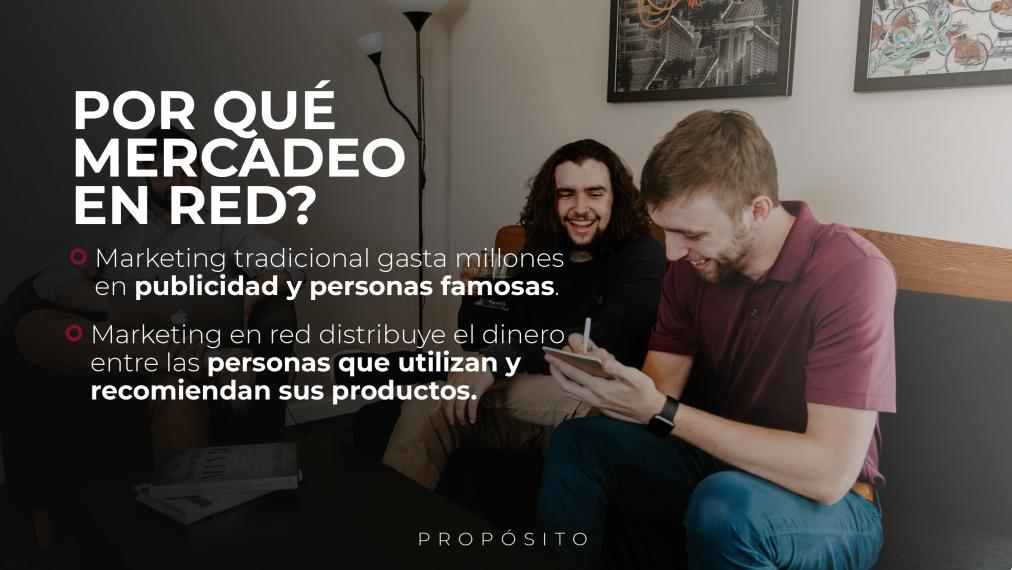 POR QUÉ
MERCADEO
EN RED?
Marketing tradicional gasta millones
en publicidad y personas famosas.
Marketing en red distribuye el dinero
entre las personas que utilizan y
recomiendan sus productos.
PROPÓSITO